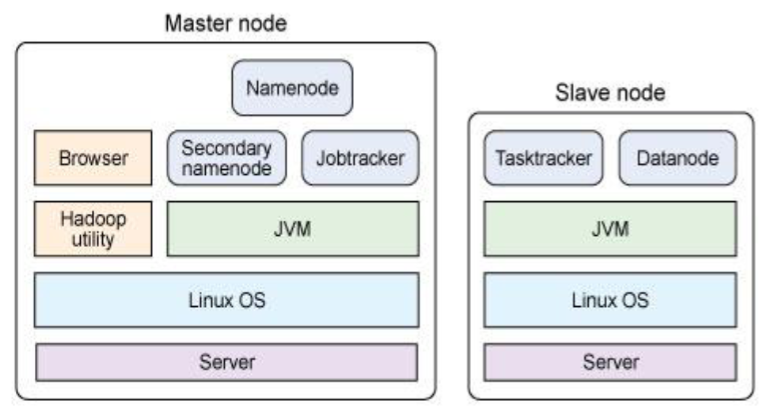 Master node
Namenode
Browser
Secondary
namenode
Jobtracker
Hadoop
utility
JVM
Linux OS
Server
Slave node
Tasktracker
Datanode
JVM
Linux OS
Server